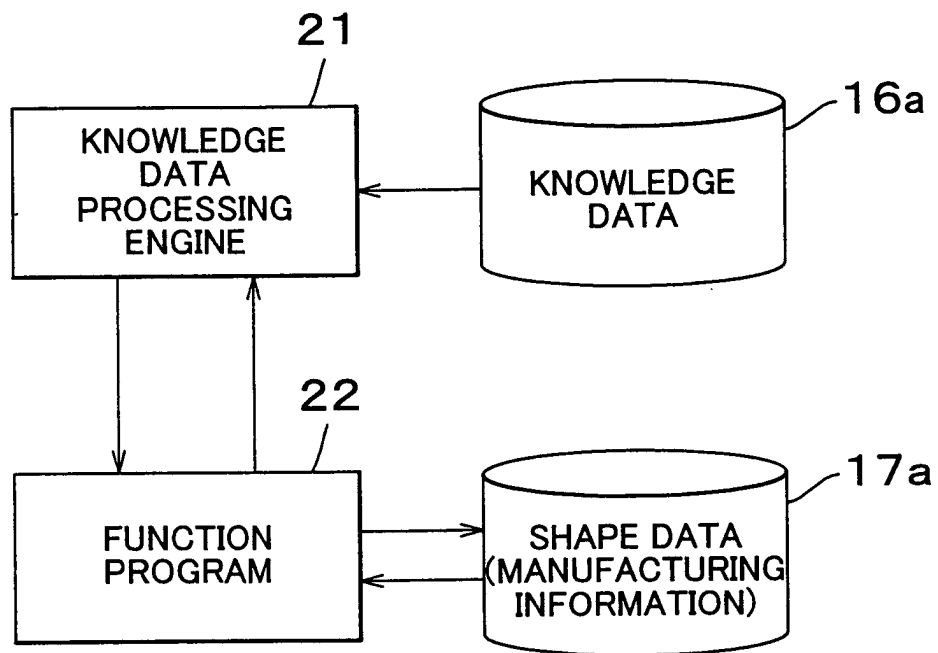 21
KNOWLEDGE
DATA
PROCESSING
ENGINE
16a
KNOWLEDGE
DATA
22
FUNCTION
PROGRAM
17a
SHAPE DATA
(MANUFACTURING
INFORMATION)